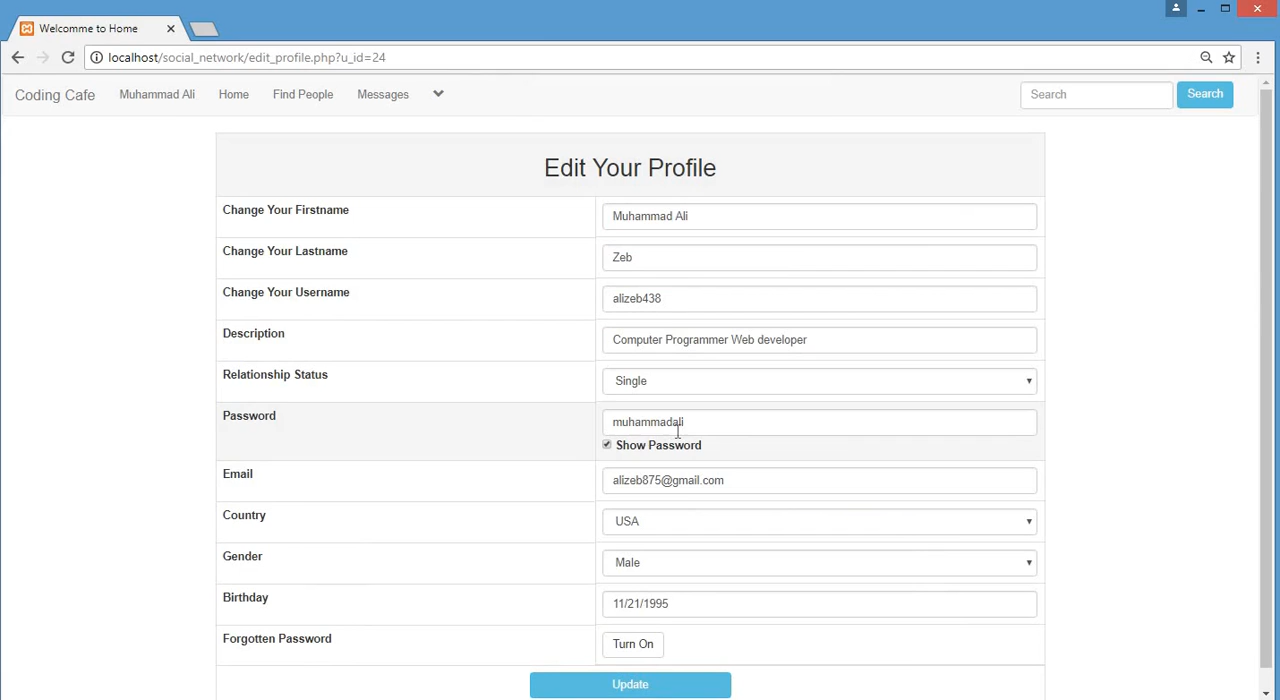 Welcomme to Home
localhost/social_network/edit_profile.php?u_id=24
Coding Cafe Muhammad Ali Home Find People Messages Search Search
Edit Your Profile
Change Your Firstname Muhammad Ali
Change Your Lastname Zeb
Change Your Username alizeb438
Description Computer Programmer Web developer
Relationship Status Single
Password muhammadali
Show Password
Email alizeb875@gmail.com
Country USA
Gender Male
Birthday 11/21/1995
Forgotten Password Turn On
Update